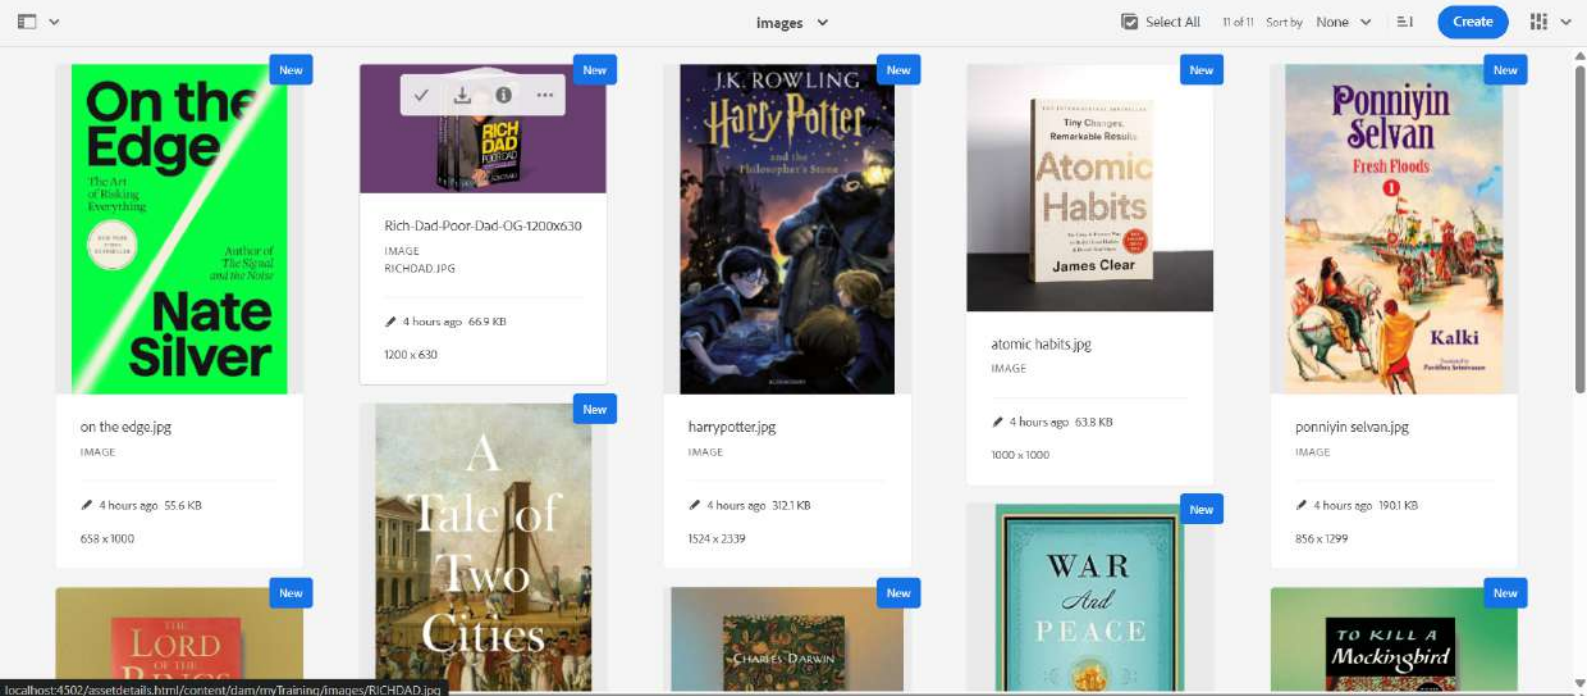 images
Select All
11 of 11
Sort by
None
Create
New
On the
Edge
The Art
of Risking
Everything
Author of
The Signal
and the Noise
Nate
Silver
on the edge.jpg
IMAGE
4 hours ago 55.6 KB
658 x 1000
New
RICH
DAD
POOR DAD
Rich-Dad-Poor-Dad-OG-1200x630
IMAGE
RICHDAD.JPG
4 hours ago 66.9 KB
1200 x 630
New
J.K. ROWLING
Harry Potter
and the
Philosopher's Stone
harrypotter.jpg
IMAGE
4 hours ago 312.1 KB
1524 x 2339
New
Tiny Changes,
Remarkable Results
Atomic
Habits
James Clear
atomic habits.jpg
IMAGE
4 hours ago 63.8 KB
1000 x 1000
New
Ponniyin
Selvan
Fresh Floods
1
Kalki
ponniyin selvan.jpg
IMAGE
4 hours ago 190.1 KB
856 x 1299
New
THE
LORD
OF THE
RINGS
New
A
Tale of
Two
Cities
New
CHARLES DARWIN
New
WAR
And
PEACE
New
TO KILL A
Mockingbird
localhost:4502/assetdetails.html/content/dam/myTraining/images/RICHDAD.jpg